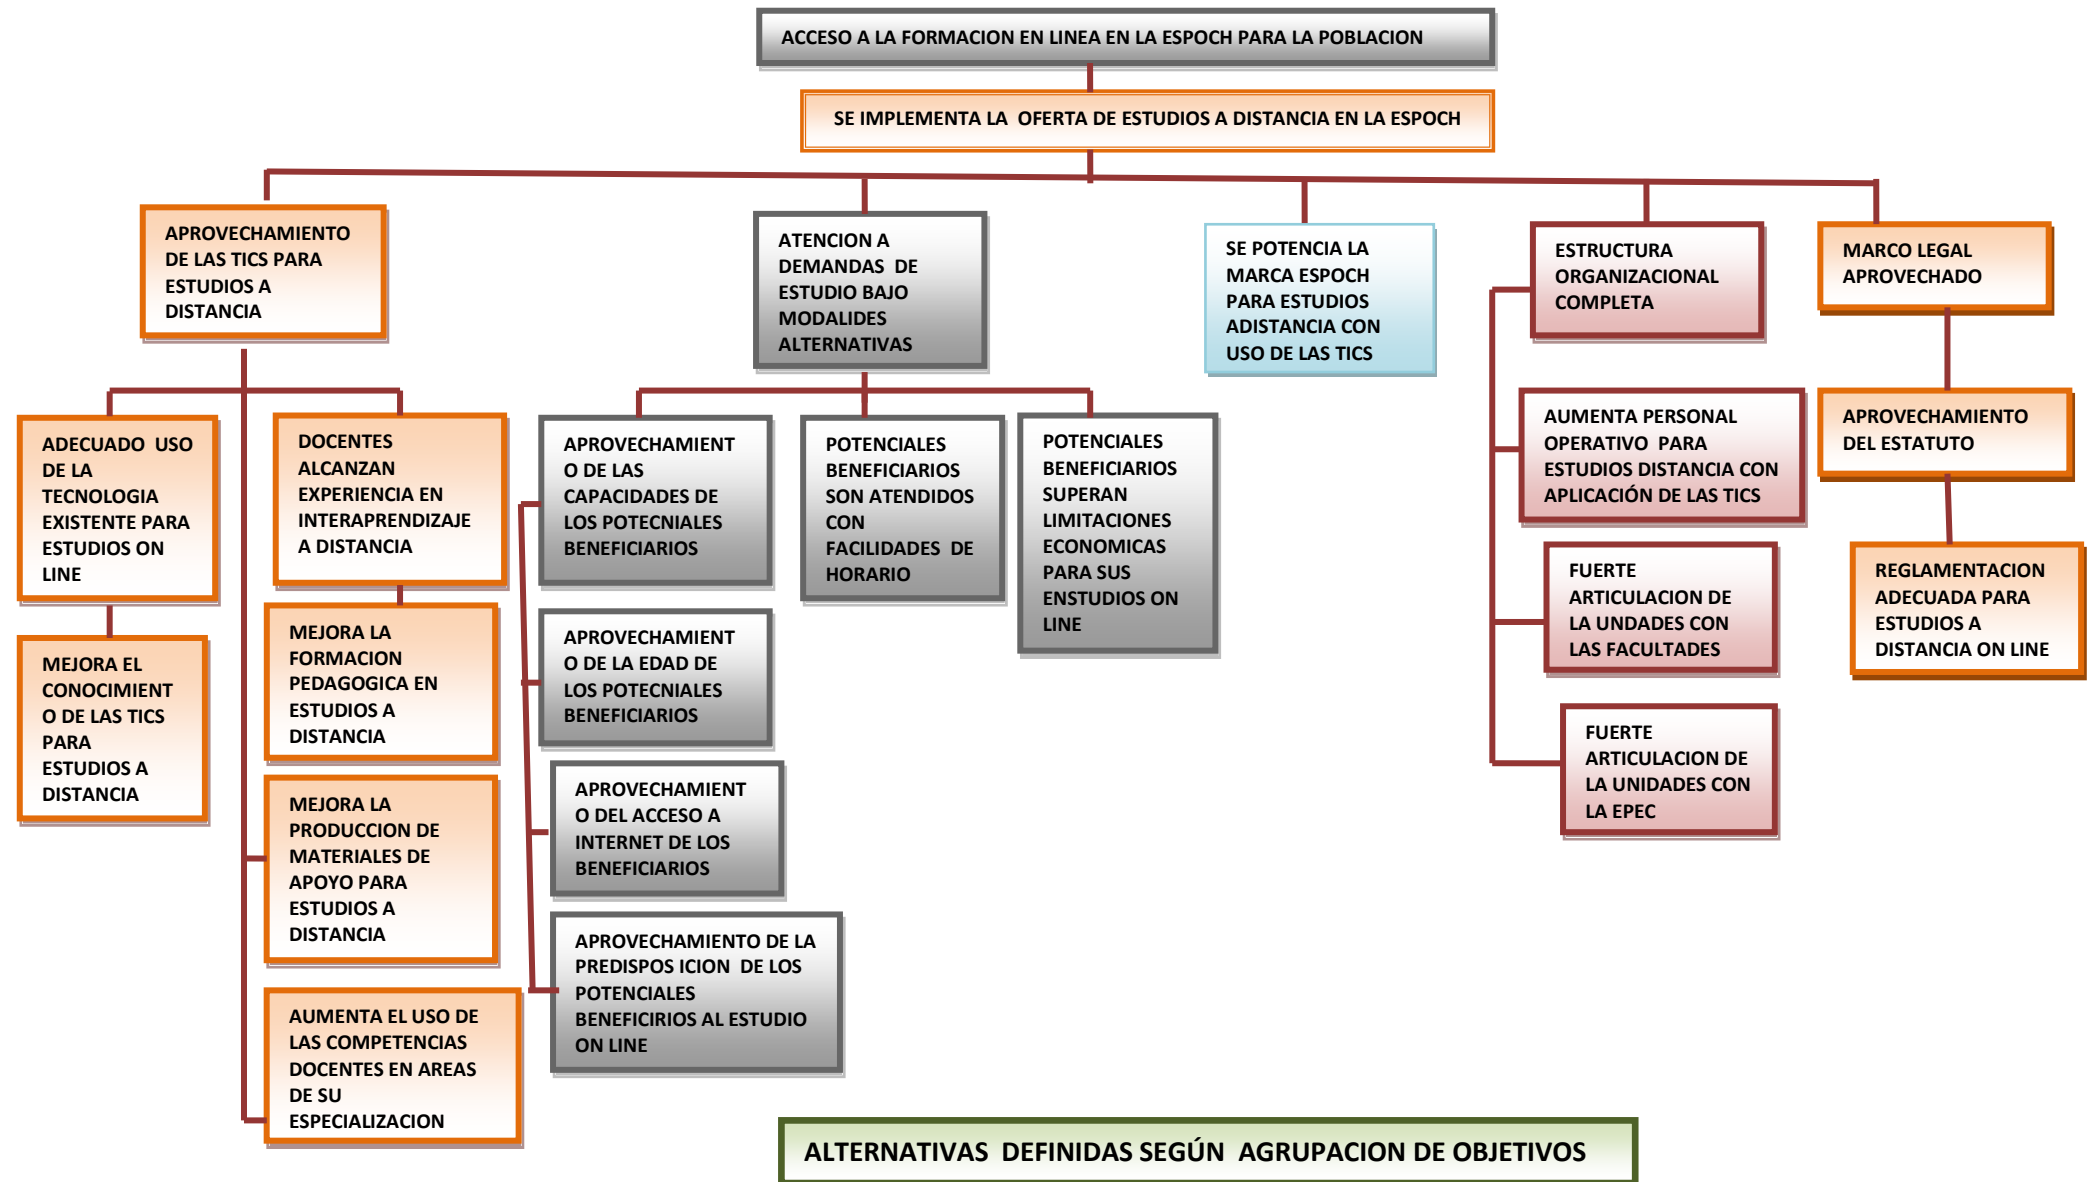 ACCESO A LA FORMACION EN LINEA EN LA ESPOCH PARA LA POBLACION
SE IMPLEMENTA LA OFERTA DE ESTUDIOS A DISTANCIA EN LA ESPOCH
APROVECHAMIENTO
DE LAS TICS PARA
ESTUDIOS A
DISTANCIA
ATENCION A
DEMANDAS DE
ESTUDIO BAJO
MODALIDES
ALTERNATIVAS
SE POTENCIA LA
MARCA ESPOCH
PARA ESTUDIOS
ADISTANCIA CON
USO DE LAS TICS
ESTRUCTURA
ORGANIZACIONAL
COMPLETA
MARCO LEGAL
APROVECHADO
ADECUADO USO
DE LA
TECNOLOGIA
EXISTENTE PARA
ESTUDIOS ON
LINE
DOCENTES
ALCANZAN
EXPERIENCIA EN
INTERAPRENDIZAJE
A DISTANCIA
APROVECHAMIENT
O DE LAS
CAPACIDADES DE
LOS POTECNIALES
BENEFICIARIOS
POTENCIALES
BENEFICIARIOS
SON ATENDIDOS
CON
FACILIDADES DE
HORARIO
POTENCIALES
BENEFICIARIOS
SUPERAN
LIMITACIONES
ECONOMICAS
PARA SUS
ENSTUDIOS ON
LINE
AUMENTA PERSONAL
OPERATIVO PARA
ESTUDIOS DISTANCIA CON
APLICACIÓN DE LAS TICS
APROVECHAMIENTO
DEL ESTATUTO
MEJORA EL
CONOCIMIENT
O DE LAS TICS
PARA
ESTUDIOS A
DISTANCIA
MEJORA LA
FORMACION
PEDAGOGICA EN
ESTUDIOS A
DISTANCIA
APROVECHAMIENT
O DE LA EDAD DE
LOS POTECNIALES
BENEFICIARIOS
FUERTE
ARTICULACION DE
LA UNDADES CON
LAS FACULTADES
REGLAMENTACION
ADECUADA PARA
ESTUDIOS A
DISTANCIA ON LINE
MEJORA LA
PRODUCCION DE
MATERIALES DE
APOYO PARA
ESTUDIOS A
DISTANCIA
APROVECHAMIENT
O DEL ACCESO A
INTERNET DE LOS
BENEFICIARIOS
FUERTE
ARTICULACION DE
LA UNIDADES CON
LA EPEC
AUMENTA EL USO DE
LAS COMPETENCIAS
DOCENTES EN AREAS
DE SU
ESPECIALIZACION
APROVECHAMIENTO DE LA
PREDISPOS ICION DE LOS
POTENCIALES
BENEFICIRIOS AL ESTUDIO
ON LINE
ALTERNATIVAS DEFINIDAS SEGÚN AGRUPACION DE OBJETIVOS